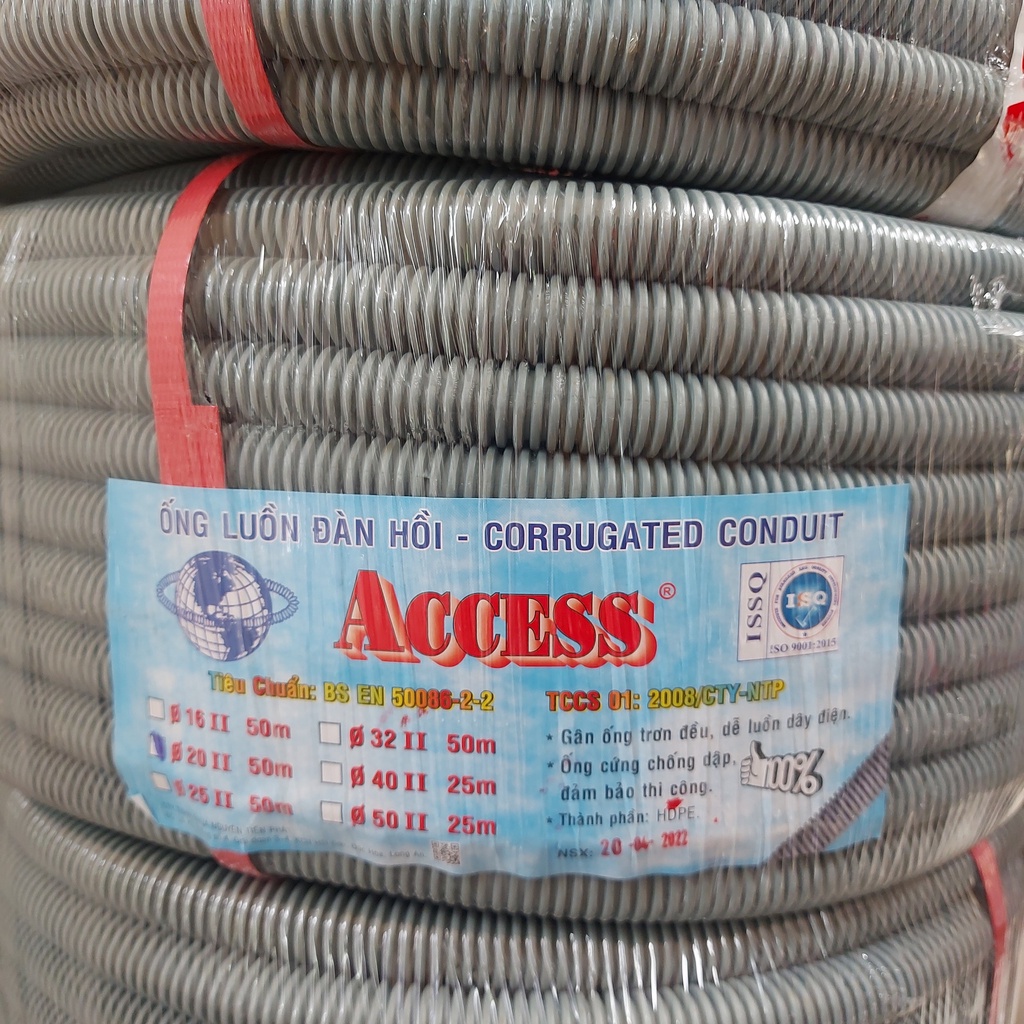 ỐNG LUỒN ĐÀN HỒI - CORRUGATED CONDUIT
ACCESS®
ISSQ
ISQ
ISO 9001:2015
Tiêu Chuẩn: BS EN 50086-2-2
TCCS 01: 2008/CTY-NTP
Ø 16 II 50m
Ø 20 II 50m
Ø 25 II 50m
Ø 32 II 50m
Ø 40 II 25m
Ø 50 II 25m
* Gân ống trơn đều, dễ luồn dây điện.
* Ống cứng chống dập,
đảm bảo thi công.
100%
* Thành phần: HDPE.
NSX: 20 -04- 2022
Long An